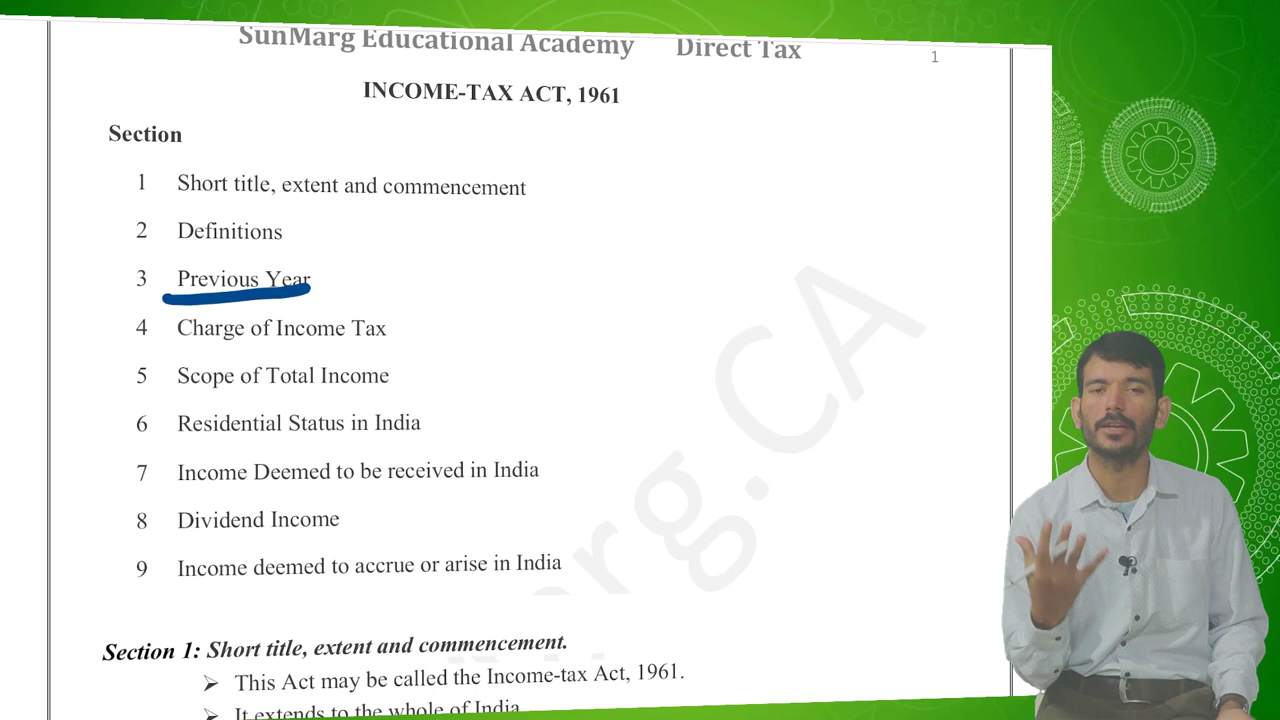 SunMarg Educational Academy Direct Tax
1
INCOME-TAX ACT, 1961
Section
1 Short title, extent and commencement
2 Definitions
3 Previous Year
4 Charge of Income Tax
5 Scope of Total Income
6 Residential Status in India
7 Income Deemed to be received in India
8 Dividend Income
9 Income deemed to accrue or arise in India
Section 1: Short title, extent and commencement.
➢ This Act may be called the Income-tax Act, 1961.
➢ It extends to the whole of India
rg.CA